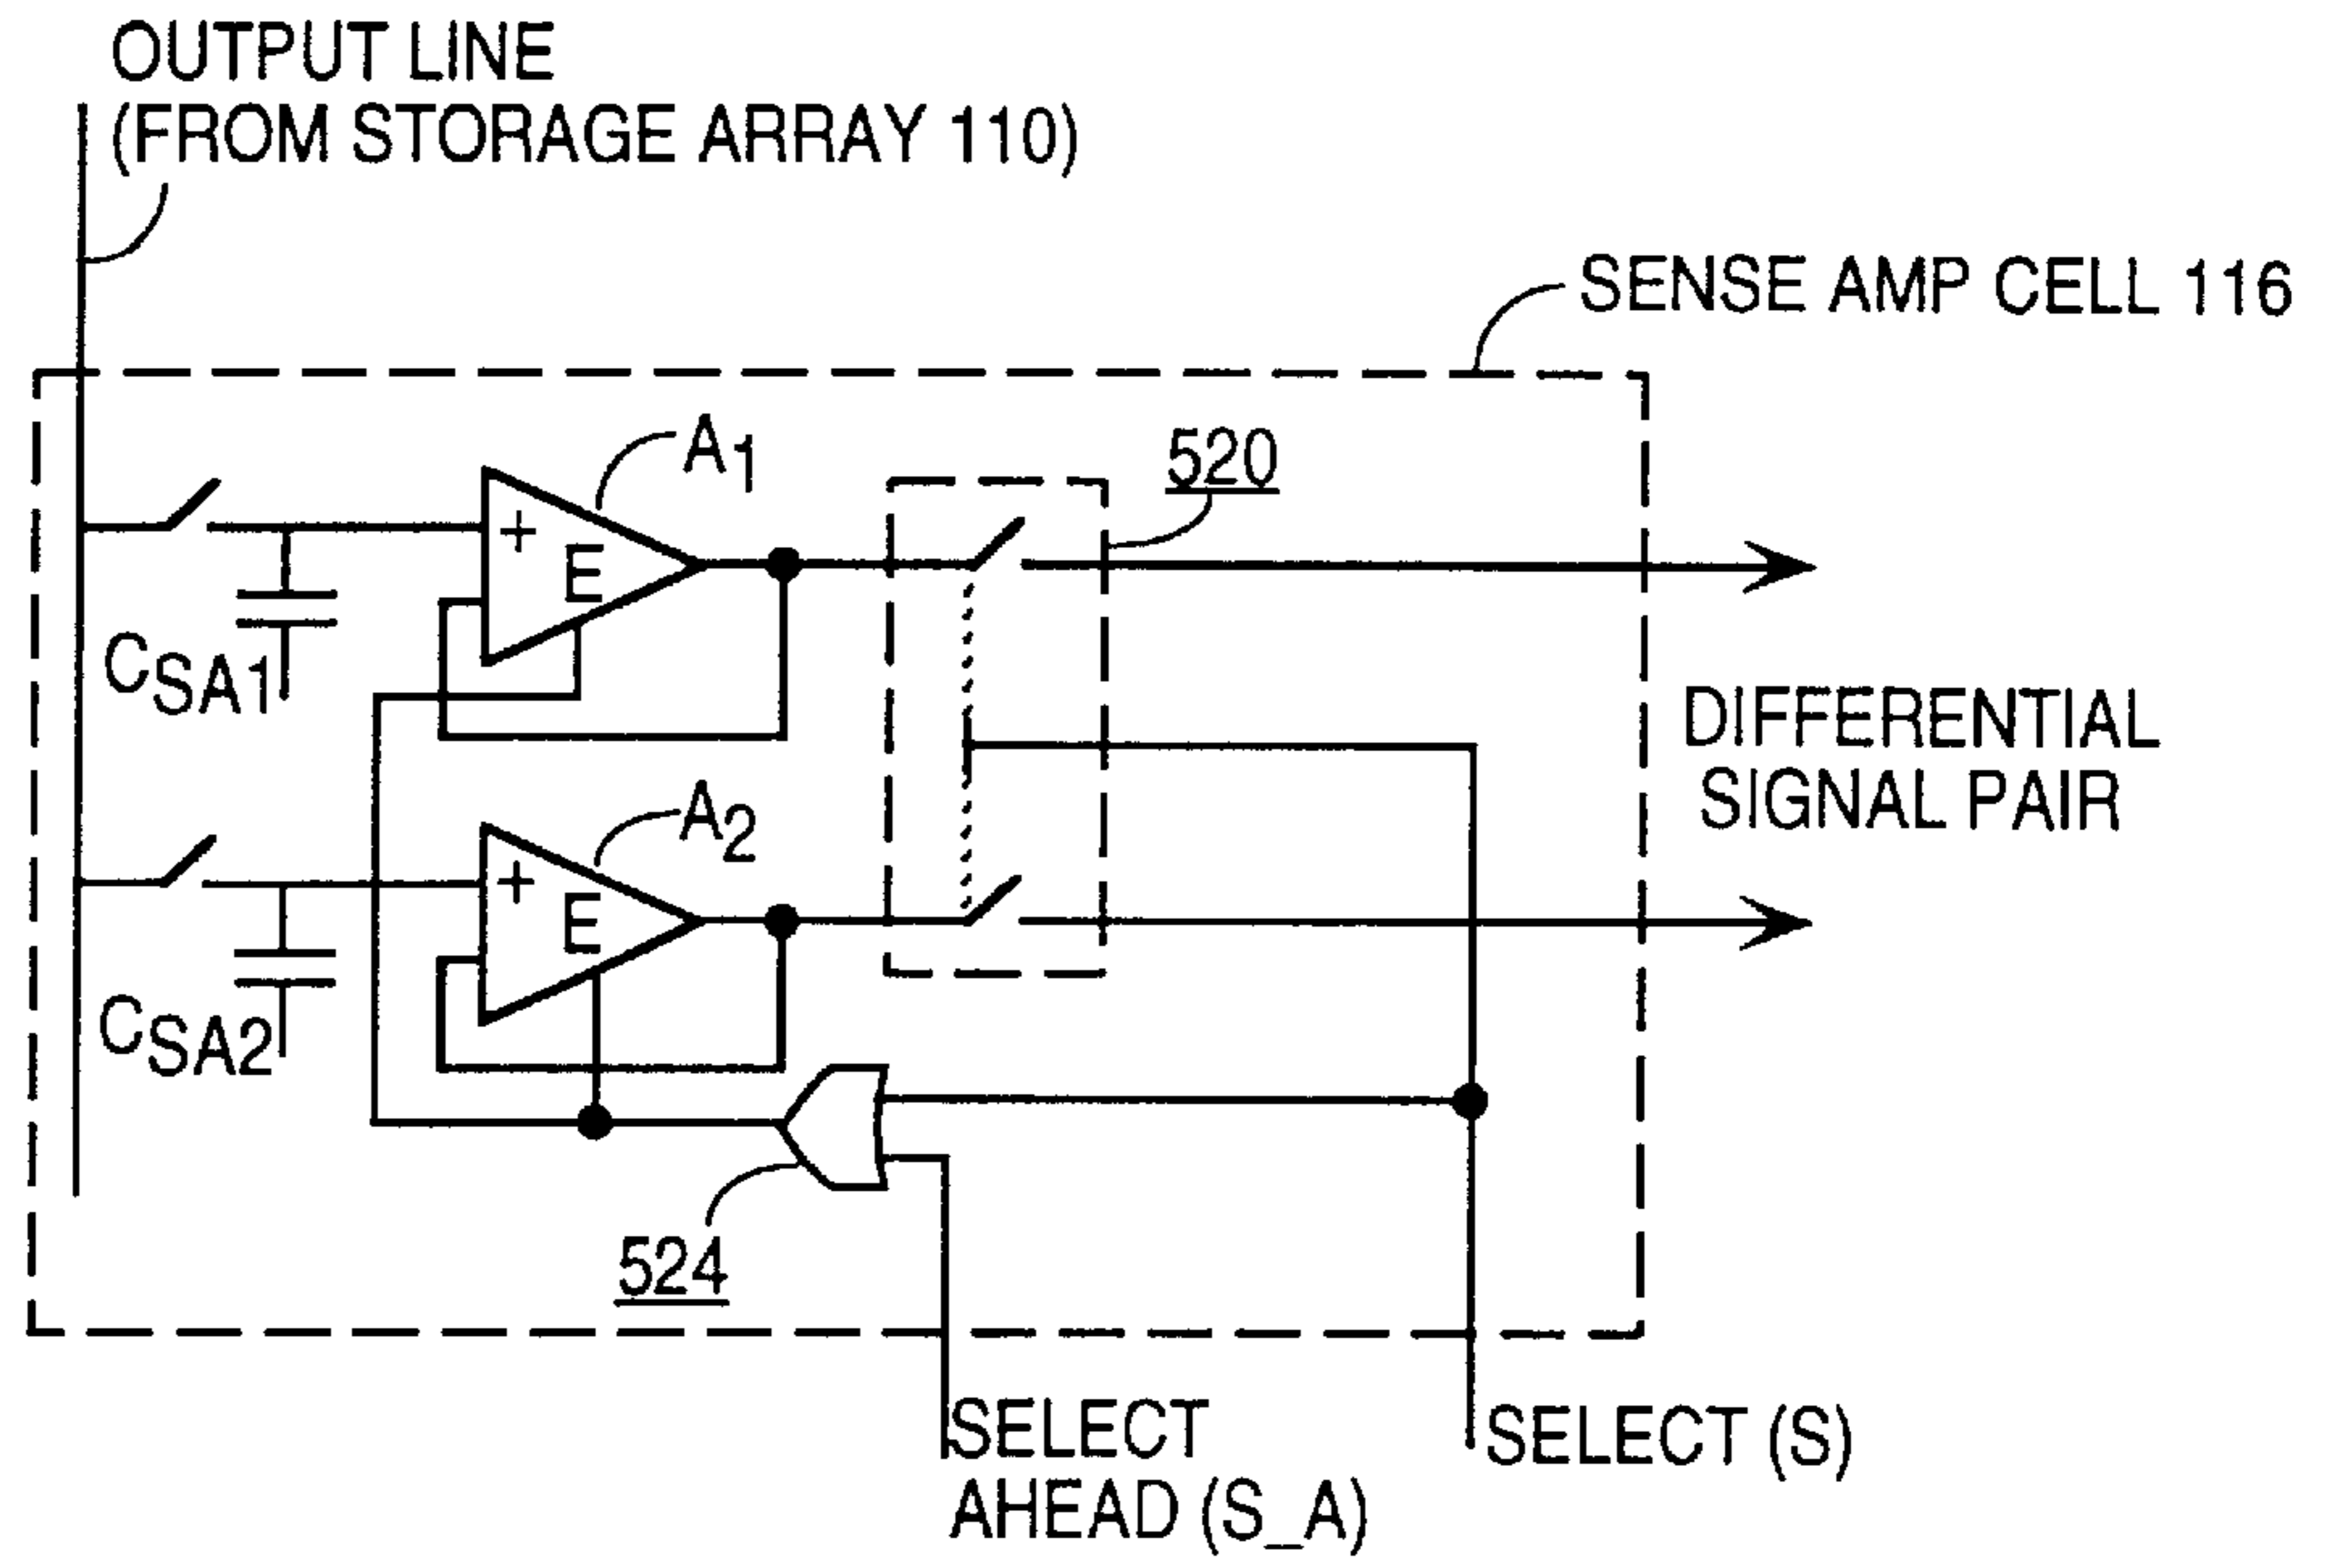 OUTPUT LINE
(FROM STORAGE ARRAY 110)
SENSE AMP CELL 116
A1
520
+
E
CSA1
DIFFERENTIAL
SIGNAL PAIR
A2
+
E
CSA2
524
SELECT
AHEAD (S_A)
SELECT (S)